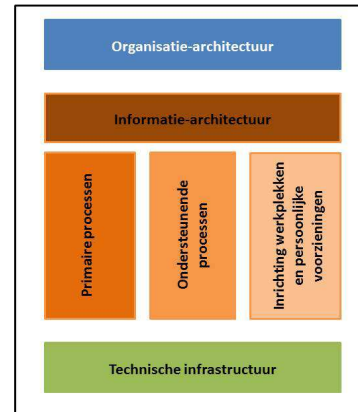 Organisatie-architectuur
Informatie-architectuur
Primaire processen
Ondersteunende
processen
Inrichting werkplekken
en persoonlijke
voorzieningen
Technische infrastructuur